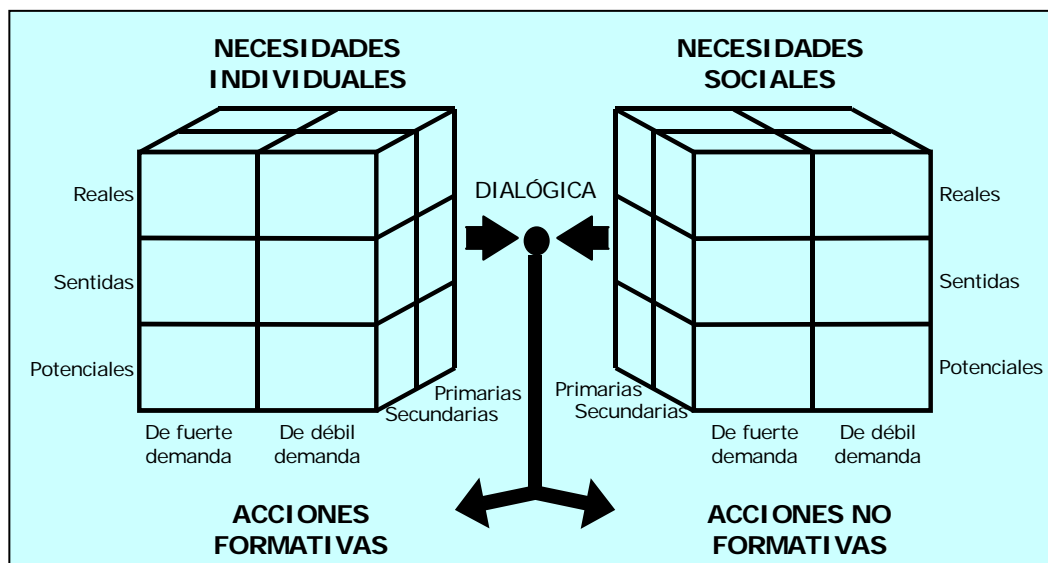 NECESIDADES
INDIVIDUALES
NECESIDADES
SOCIALES
DIALÓGICA
Reales
Sentidas
Potenciales
Reales
Sentidas
Potenciales
Primarias
Secundarias
Primarias
Secundarias
De fuerte
demanda
De débil
demanda
De fuerte
demanda
De débil
demanda
ACCIONES
FORMATIVAS
ACCIONES NO
FORMATIVAS